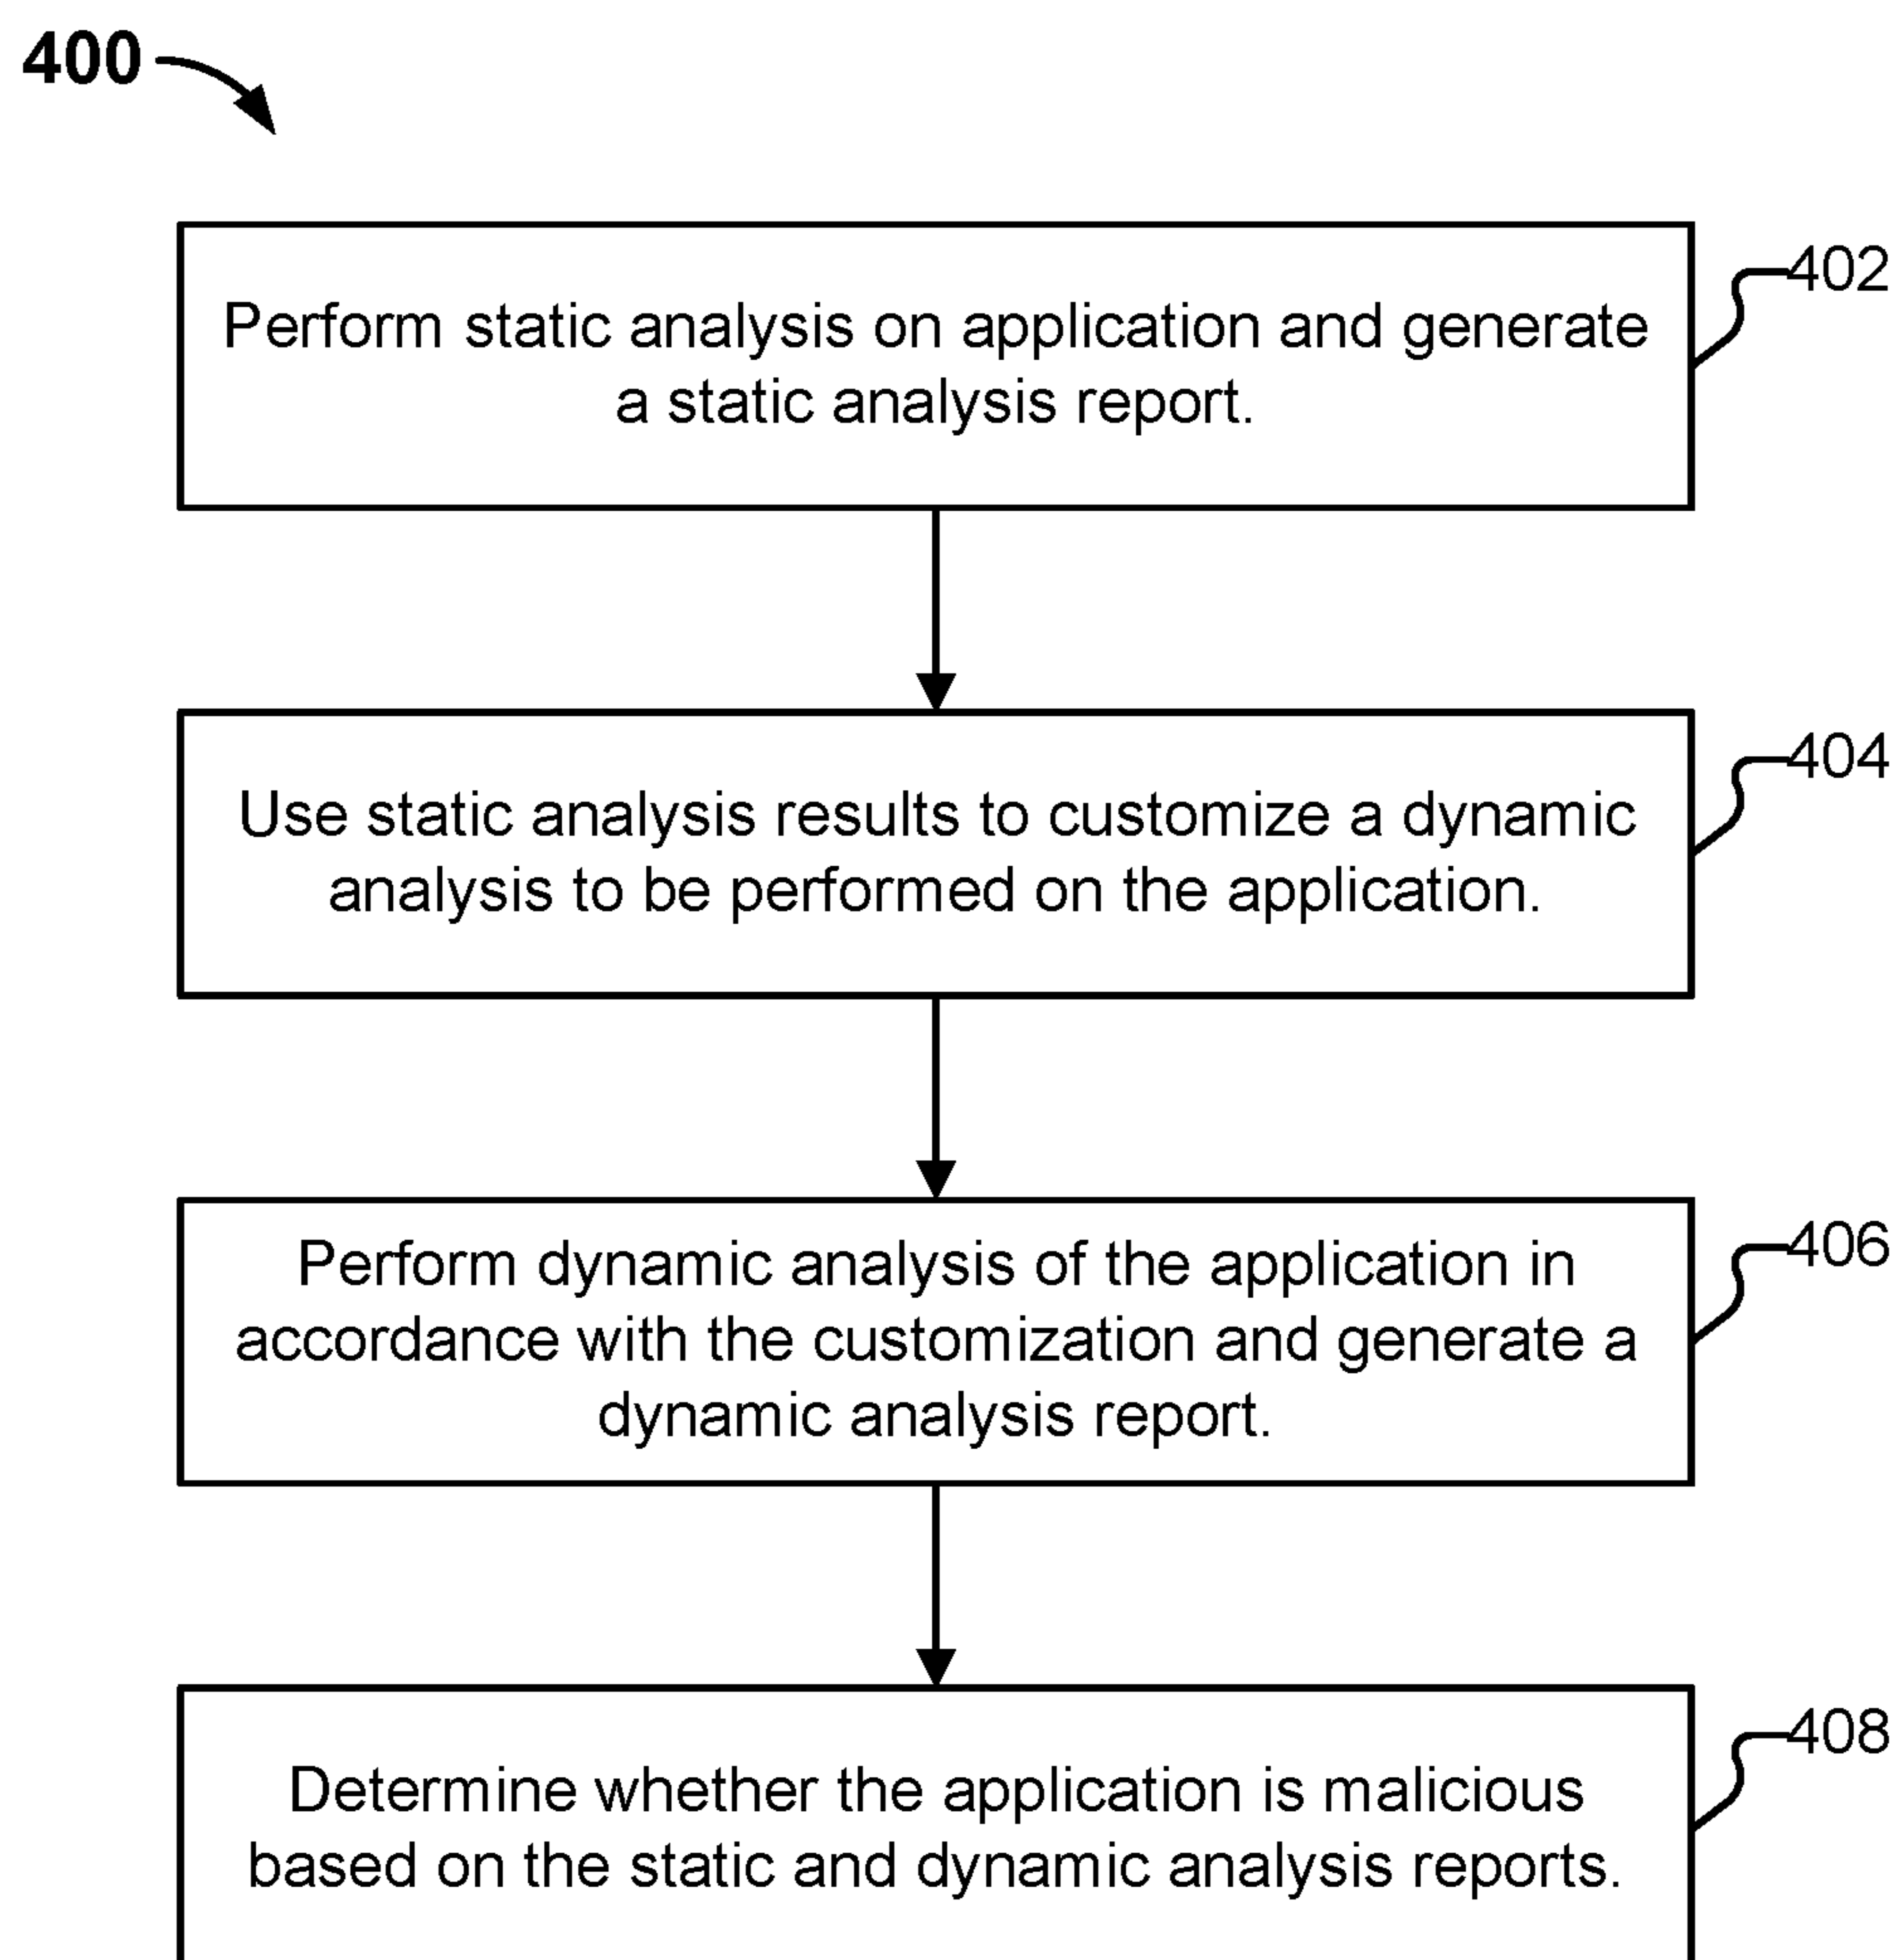 400
402
Perform static analysis on application and generate
a static analysis report.
404
Use static analysis results to customize a dynamic
analysis to be performed on the application.
406
Perform dynamic analysis of the application in
accordance with the customization and generate a
dynamic analysis report.
408
Determine whether the application is malicious
based on the static and dynamic analysis reports.